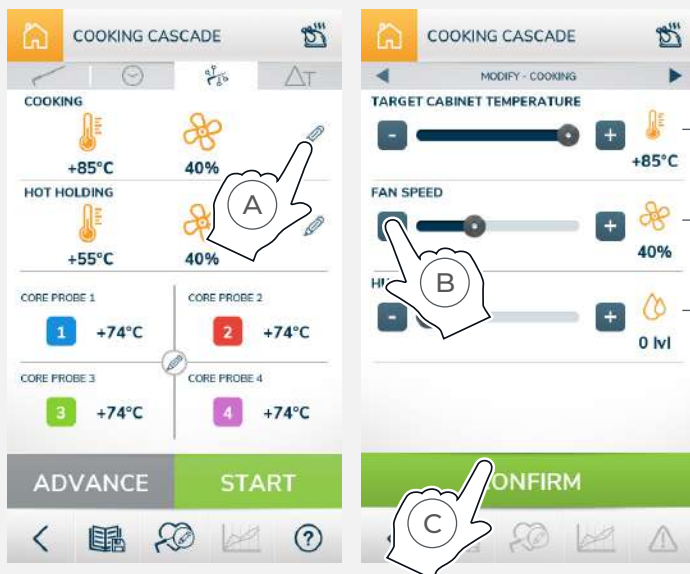 COOKING CASCADE
ΔT
COOKING
+85°C
40%
A
HOT HOLDING
+55°C
40%
CORE PROBE 1
1
+74°C
CORE PROBE 2
2
+74°C
CORE PROBE 3
3
+74°C
CORE PROBE 4
4
+74°C
ADVANCE
START
?
COOKING CASCADE
MODIFY - COOKING
TARGET CABINET TEMPERATURE
-
+
+85°C
FAN SPEED
+
40%
B
-
+
0 lvl
ONFIRM
C